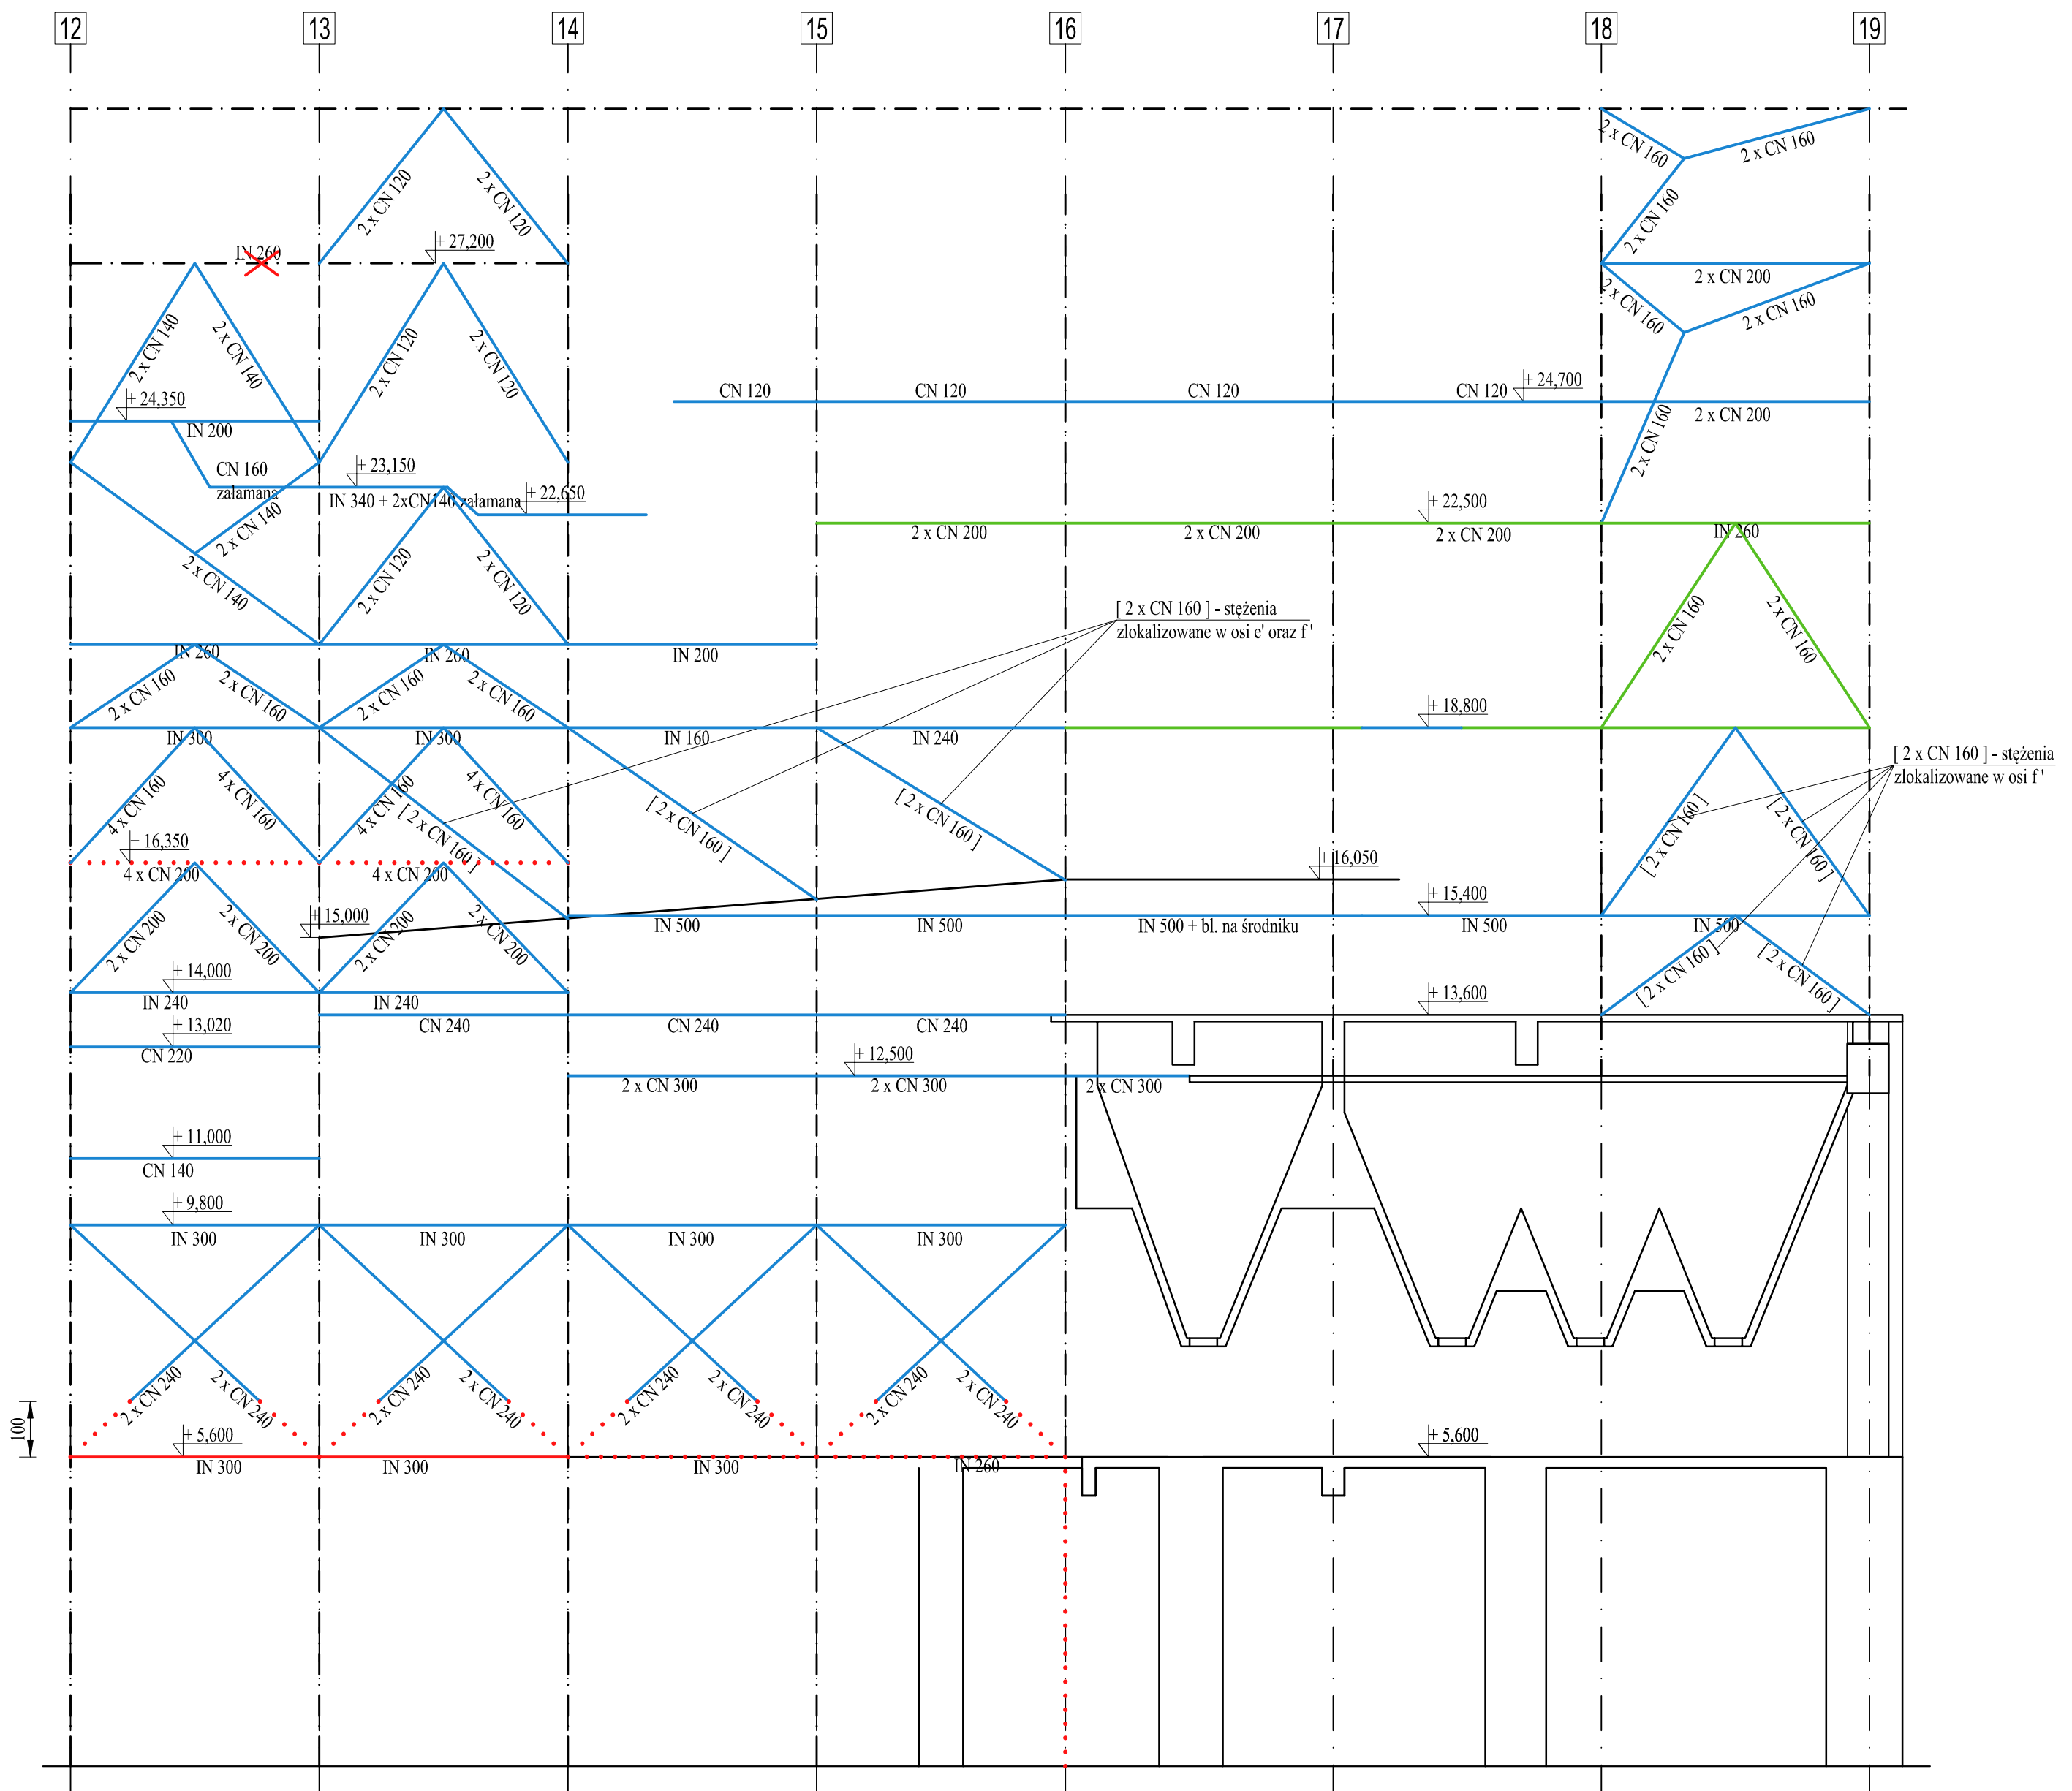 12 13 14 15 16 17 18 19
2 x CN 120
2 x CN 120
2 x CN 160
2 x CN 160
2 x CN 160
IN 260
+ 27,200
2 x CN 200
2 x CN 160
2 x CN 160
2 x CN 140
2 x CN 140
2 x CN 120
2 x CN 120
+ 24,350
IN 200
CN 120
CN 120
CN 120
CN 120
+ 24,700
2 x CN 200
2 x CN 160
CN 160
załamana
+ 23,150
IN 340 + 2xCN140 załamana
+ 22,650
2 x CN 140
2 x CN 140
2 x CN 120
2 x CN 120
+ 22,500
2 x CN 200
2 x CN 200
2 x CN 200
IN 260
[ 2 x CN 160 ] - stężenia
zlokalizowane w osi e' oraz f '
2 x CN 160
2 x CN 160
IN 260
IN 260
IN 200
2 x CN 160
2 x CN 160
2 x CN 160
2 x CN 160
+ 18,800
IN 300
IN 300
IN 160
IN 240
[ 2 x CN 160 ] - stężenia
zlokalizowane w osi f '
4 x CN 160
4 x CN 160
4 x CN 160
4 x CN 160
[ 2 x CN 160 ]
[ 2 x CN 160 ]
[ 2 x CN 160 ]
[ 2 x CN 160 ]
[ 2 x CN 160 ]
+ 16,350
4 x CN 200
4 x CN 200
+ 16,050
+ 15,400
+ 15,000
IN 500
IN 500
IN 500 + bl. na środniku
IN 500
IN 500
2 x CN 200
2 x CN 200
2 x CN 200
2 x CN 200
[ 2 x CN 160 ]
[ 2 x CN 160 ]
+ 14,000
IN 240
IN 240
+ 13,600
CN 240
CN 240
CN 240
+ 13,020
CN 220
+ 12,500
2 x CN 300
2 x CN 300
2 x CN 300
+ 11,000
CN 140
+ 9,800
IN 300
IN 300
IN 300
IN 300
2 x CN 240
2 x CN 240
2 x CN 240
2 x CN 240
2 x CN 240
2 x CN 240
2 x CN 240
2 x CN 240
100
+ 5,600
+ 5,600
IN 300
IN 300
IN 300
IN 260